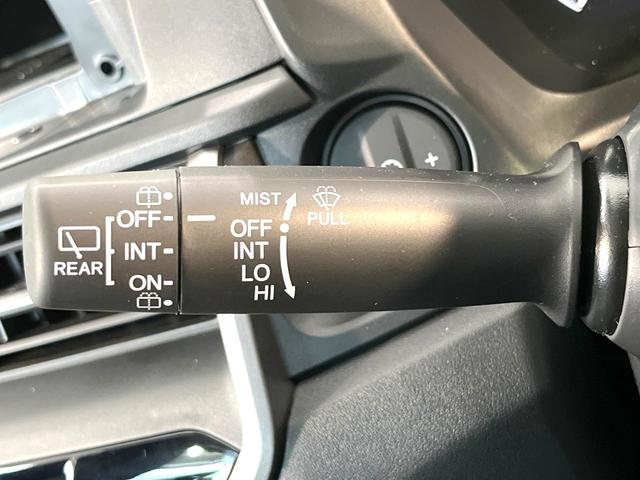 OFF
INT
ON
REAR
MIST
PULL
OFF
INT
LO
HI
+